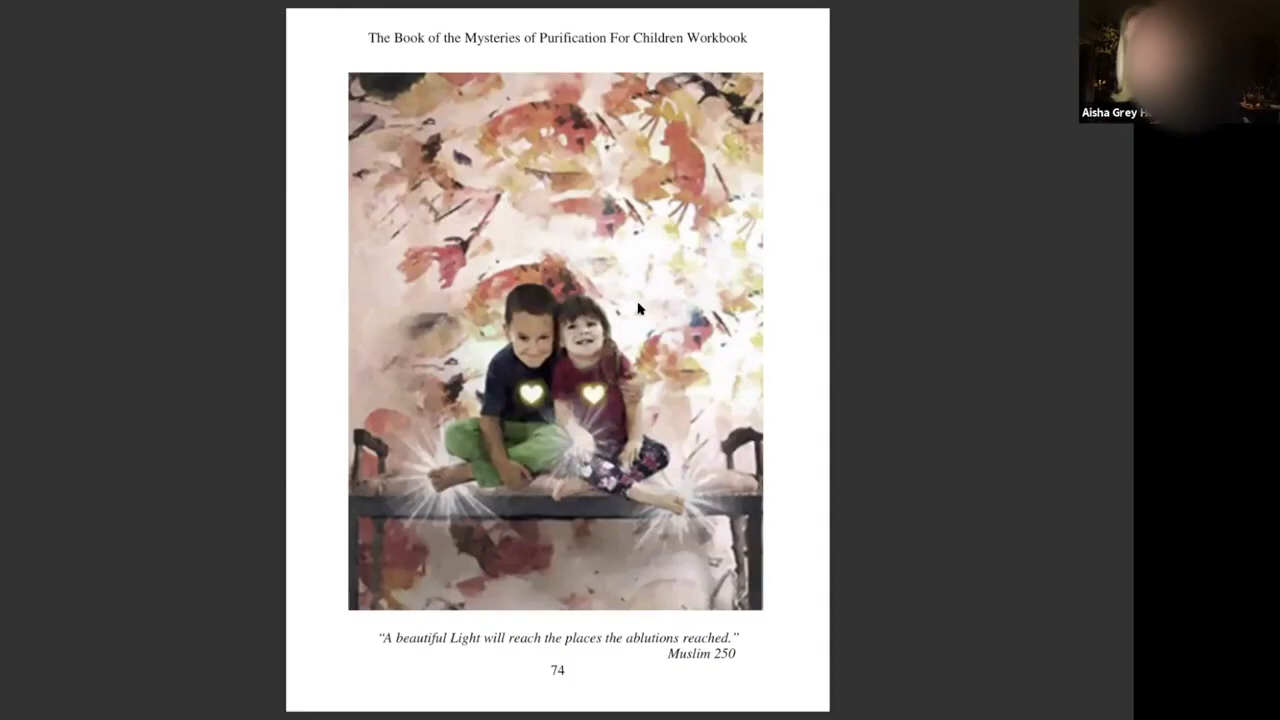 The Book of the Mysteries of Purification For Children Workbook
Aisha Grey
“A beautiful Light will reach the places the ablutions reached.”
Muslim 250
74